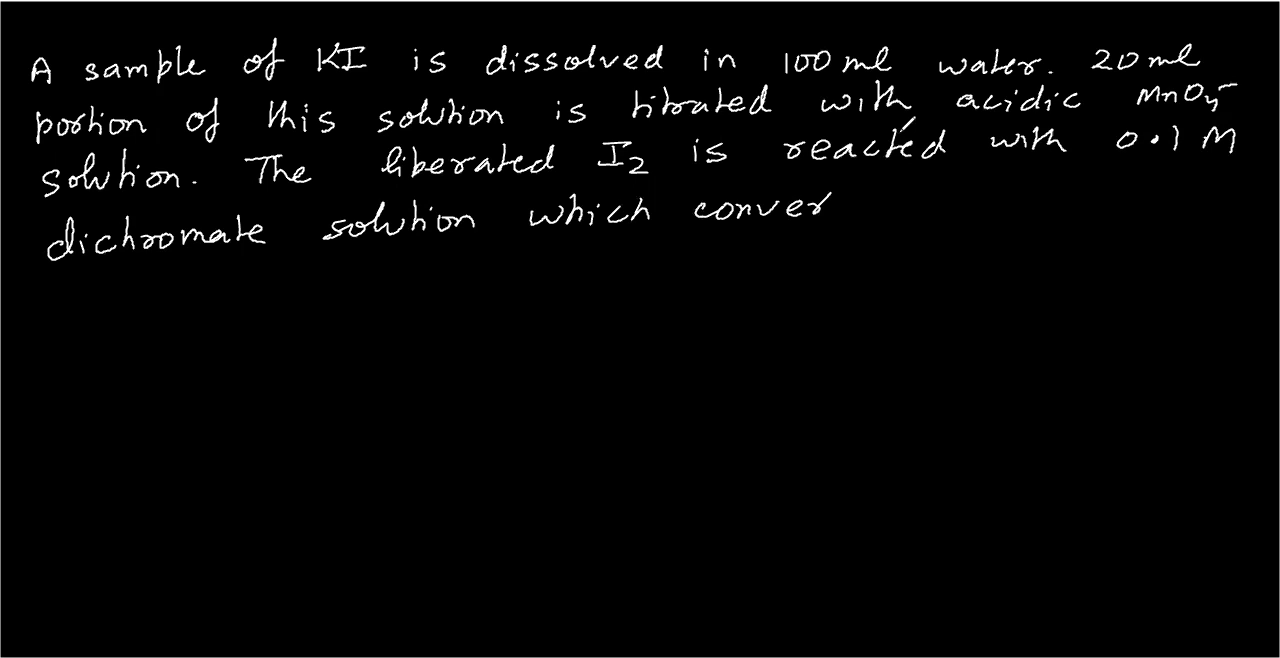 A sample of KI is dissolved in 100 ml water. 20 ml
portion of this solution is titrated with acidic MnO4-
solution. The liberated I2 is reacted with 0.1 M
dichromate solution which conver